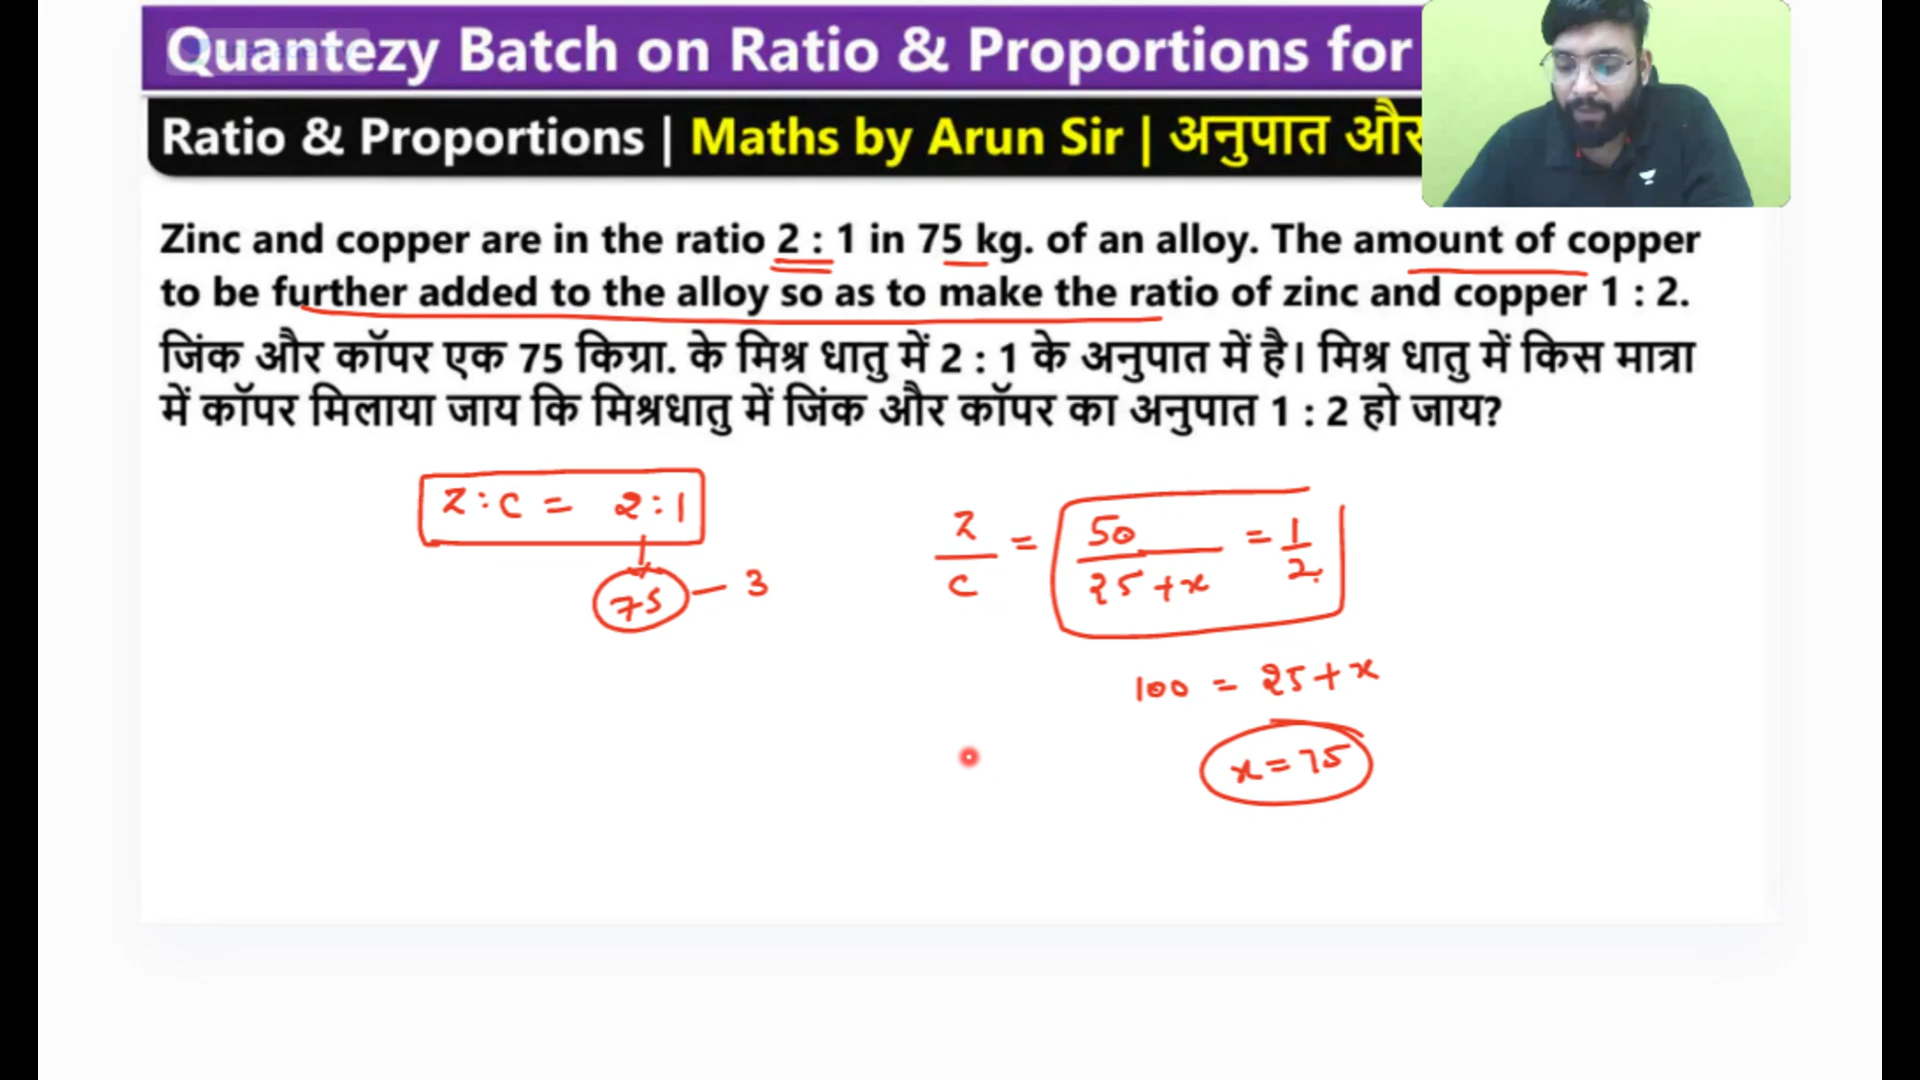 Quantezy Batch on Ratio & Proportions for
Ratio & Proportions | Maths by Arun Sir | अनुपात और
Zinc and copper are in the ratio 2 : 1 in 75 kg. of an alloy. The amount of copper
to be further added to the alloy so as to make the ratio of zinc and copper 1 : 2.
जिंक और कॉपर एक 75 किग्रा. के मिश्र धातु में 2 : 1 के अनुपात में है। मिश्र धातु में किस मात्रा
में कॉपर मिलाया जाय कि मिश्रधातु में जिंक और कॉपर का अनुपात 1 : 2 हो जाय?
Z : C = 2 : 1
75 — 3
Z/C = 50/25+x = 1/2
100 = 25+x
x = 75